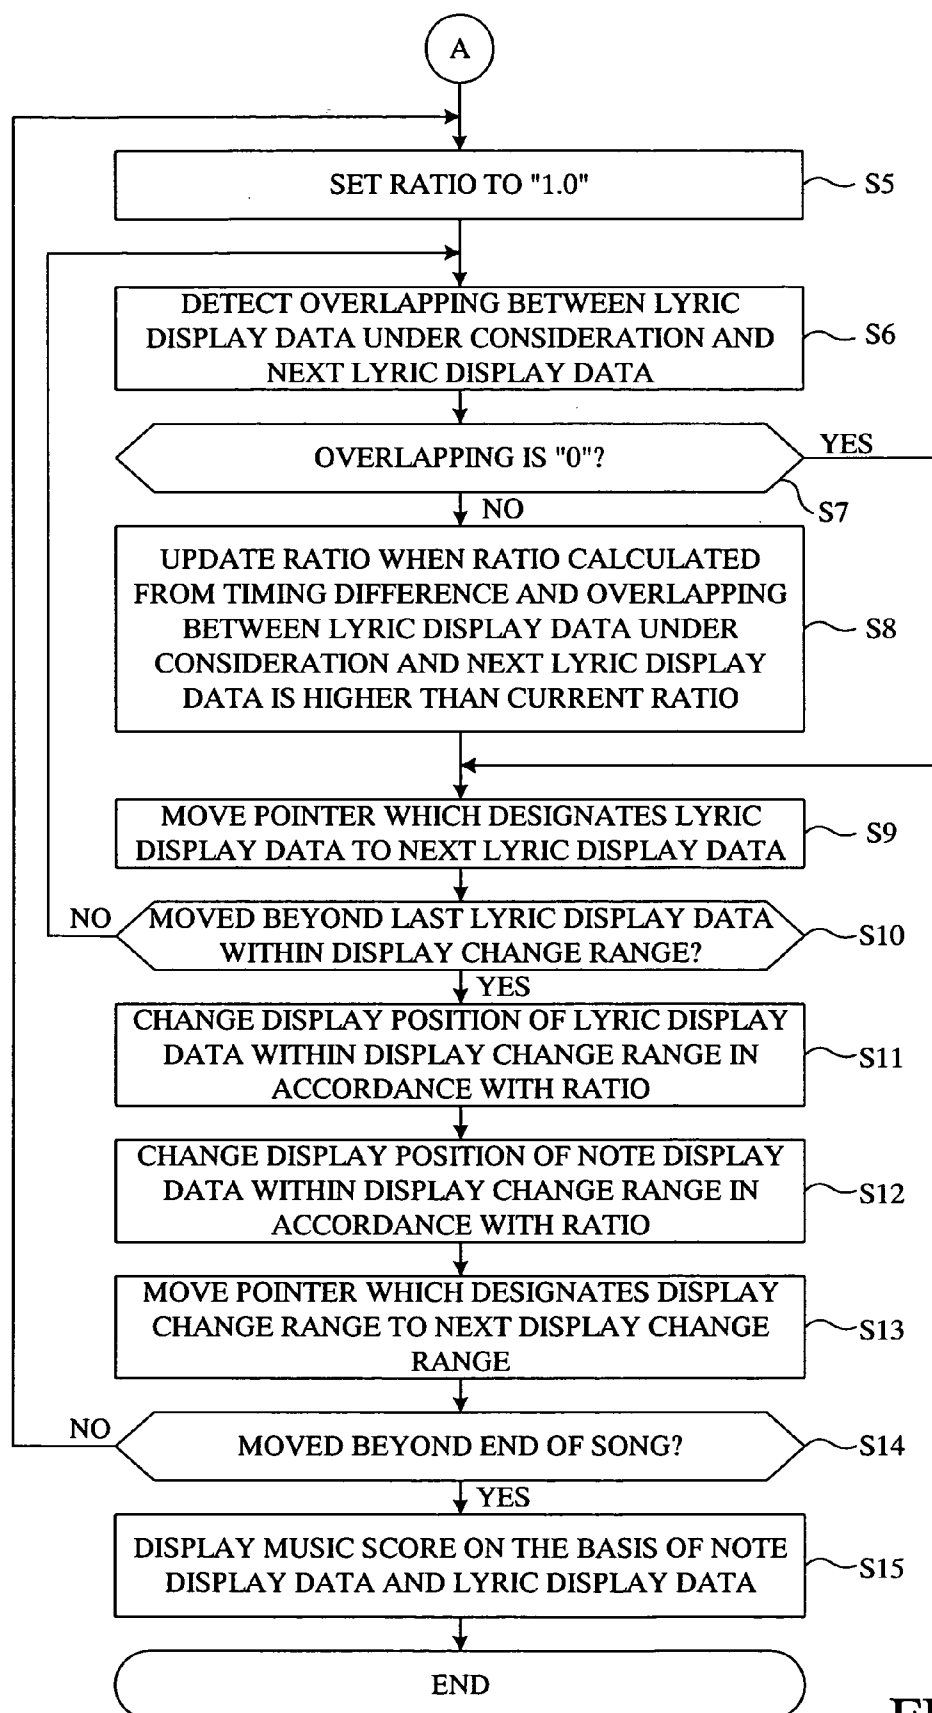 A
SET RATIO TO "1.0"
S5
DETECT OVERLAPPING BETWEEN LYRIC
DISPLAY DATA UNDER CONSIDERATION AND
NEXT LYRIC DISPLAY DATA
S6
OVERLAPPING IS "0"?
YES
S7
NO
UPDATE RATIO WHEN RATIO CALCULATED
FROM TIMING DIFFERENCE AND OVERLAPPING
BETWEEN LYRIC DISPLAY DATA UNDER
CONSIDERATION AND NEXT LYRIC DISPLAY
DATA IS HIGHER THAN CURRENT RATIO
S8
MOVE POINTER WHICH DESIGNATES LYRIC
DISPLAY DATA TO NEXT LYRIC DISPLAY DATA
S9
NO
MOVED BEYOND LAST LYRIC DISPLAY DATA
WITHIN DISPLAY CHANGE RANGE?
S10
YES
CHANGE DISPLAY POSITION OF LYRIC DISPLAY
DATA WITHIN DISPLAY CHANGE RANGE IN
ACCORDANCE WITH RATIO
S11
CHANGE DISPLAY POSITION OF NOTE DISPLAY
DATA WITHIN DISPLAY CHANGE RANGE IN
ACCORDANCE WITH RATIO
S12
MOVE POINTER WHICH DESIGNATES DISPLAY
CHANGE RANGE TO NEXT DISPLAY CHANGE
RANGE
S13
NO
MOVED BEYOND END OF SONG?
S14
YES
DISPLAY MUSIC SCORE ON THE BASIS OF NOTE
DISPLAY DATA AND LYRIC DISPLAY DATA
S15
END